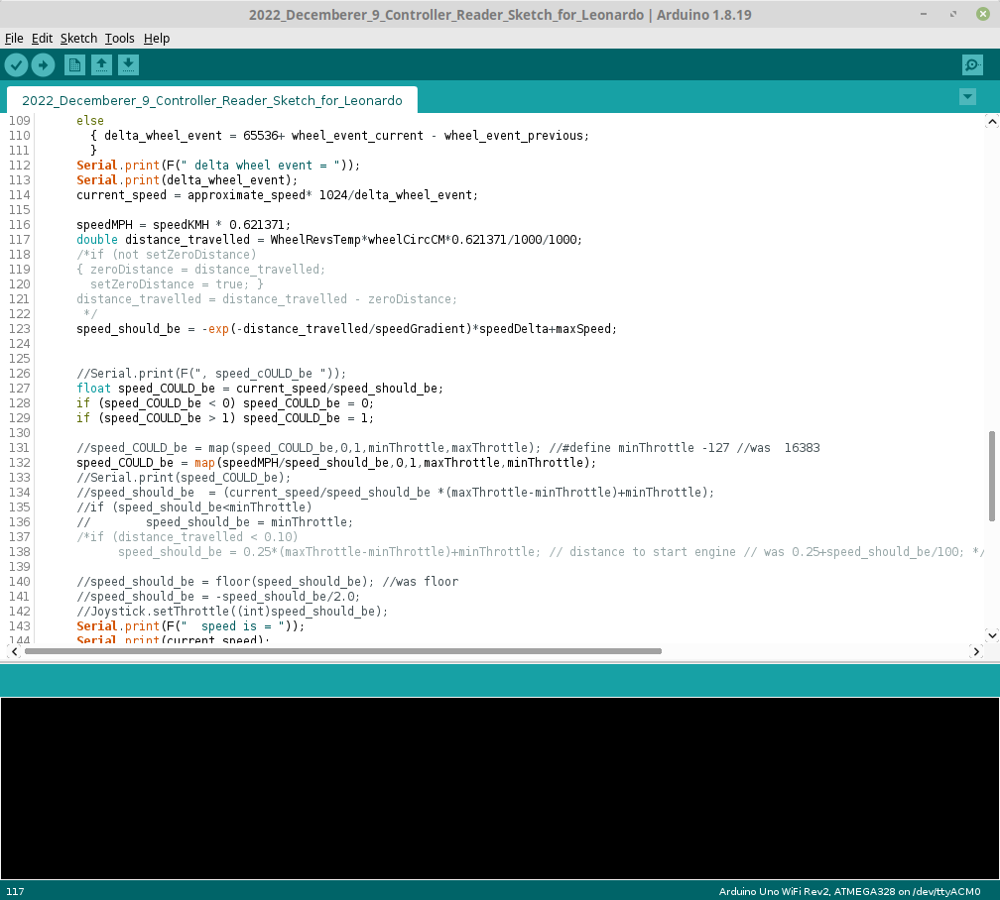 2022_Decemberer_9_Controller_Reader_Sketch_for_Leonardo | Arduino 1.8.19
File Edit Sketch Tools Help
2022_Decemberer_9_Controller_Reader_Sketch_for_Leonardo
109 else
110 { delta_wheel_event = 65536+ wheel_event_current - wheel_event_previous;
111 }
112 Serial.print(F(" delta wheel event = "));
113 Serial.print(delta_wheel_event);
114 current_speed = approximate_speed* 1024/delta_wheel_event;
115
116 speedMPH = speedKMH * 0.621371;
117 double distance_travelled = WheelRevsTemp*wheelCircCM*0.621371/1000/1000;
118 /*if (not setZeroDistance)
119 { zeroDistance = distance_travelled;
120 setZeroDistance = true; }
121 distance_travelled = distance_travelled - zeroDistance;
122 */
123 speed_should_be = -exp(-distance_travelled/speedGradient)*speedDelta+maxSpeed;
124
125
126 //Serial.print(F(", speed_cOULD_be "));
127 float speed_COULD_be = current_speed/speed_should_be;
128 if (speed_COULD_be < 0) speed_COULD_be = 0;
129 if (speed_COULD_be > 1) speed_COULD_be = 1;
130
131 //speed_COULD_be = map(speed_COULD_be,0,1,minThrottle,maxThrottle); //#define minThrottle -127 //was  16383
132 speed_COULD_be = map(speedMPH/speed_should_be,0,1,maxThrottle,minThrottle);
133 //Serial.print(speed_COULD_be);
134 //speed_should_be  = (current_speed/speed_should_be *(maxThrottle-minThrottle)+minThrottle);
135 //if (speed_should_be<minThrottle)
136 //        speed_should_be = minThrottle;
137 /*if (distance_travelled < 0.10)
138 speed_should_be = 0.25*(maxThrottle-minThrottle)+minThrottle; // distance to start engine // was 0.25+speed_should_be/100; */
139
140 //speed_should_be = floor(speed_should_be); //was floor
141 //speed_should_be = -speed_should_be/2.0;
142 //Joystick.setThrottle((int)speed_should_be);
143 Serial.print(F("  speed is = "));
144 Serial.print(current_speed);
117
Arduino Uno WiFi Rev2, ATMEGA328 on /dev/ttyACM0